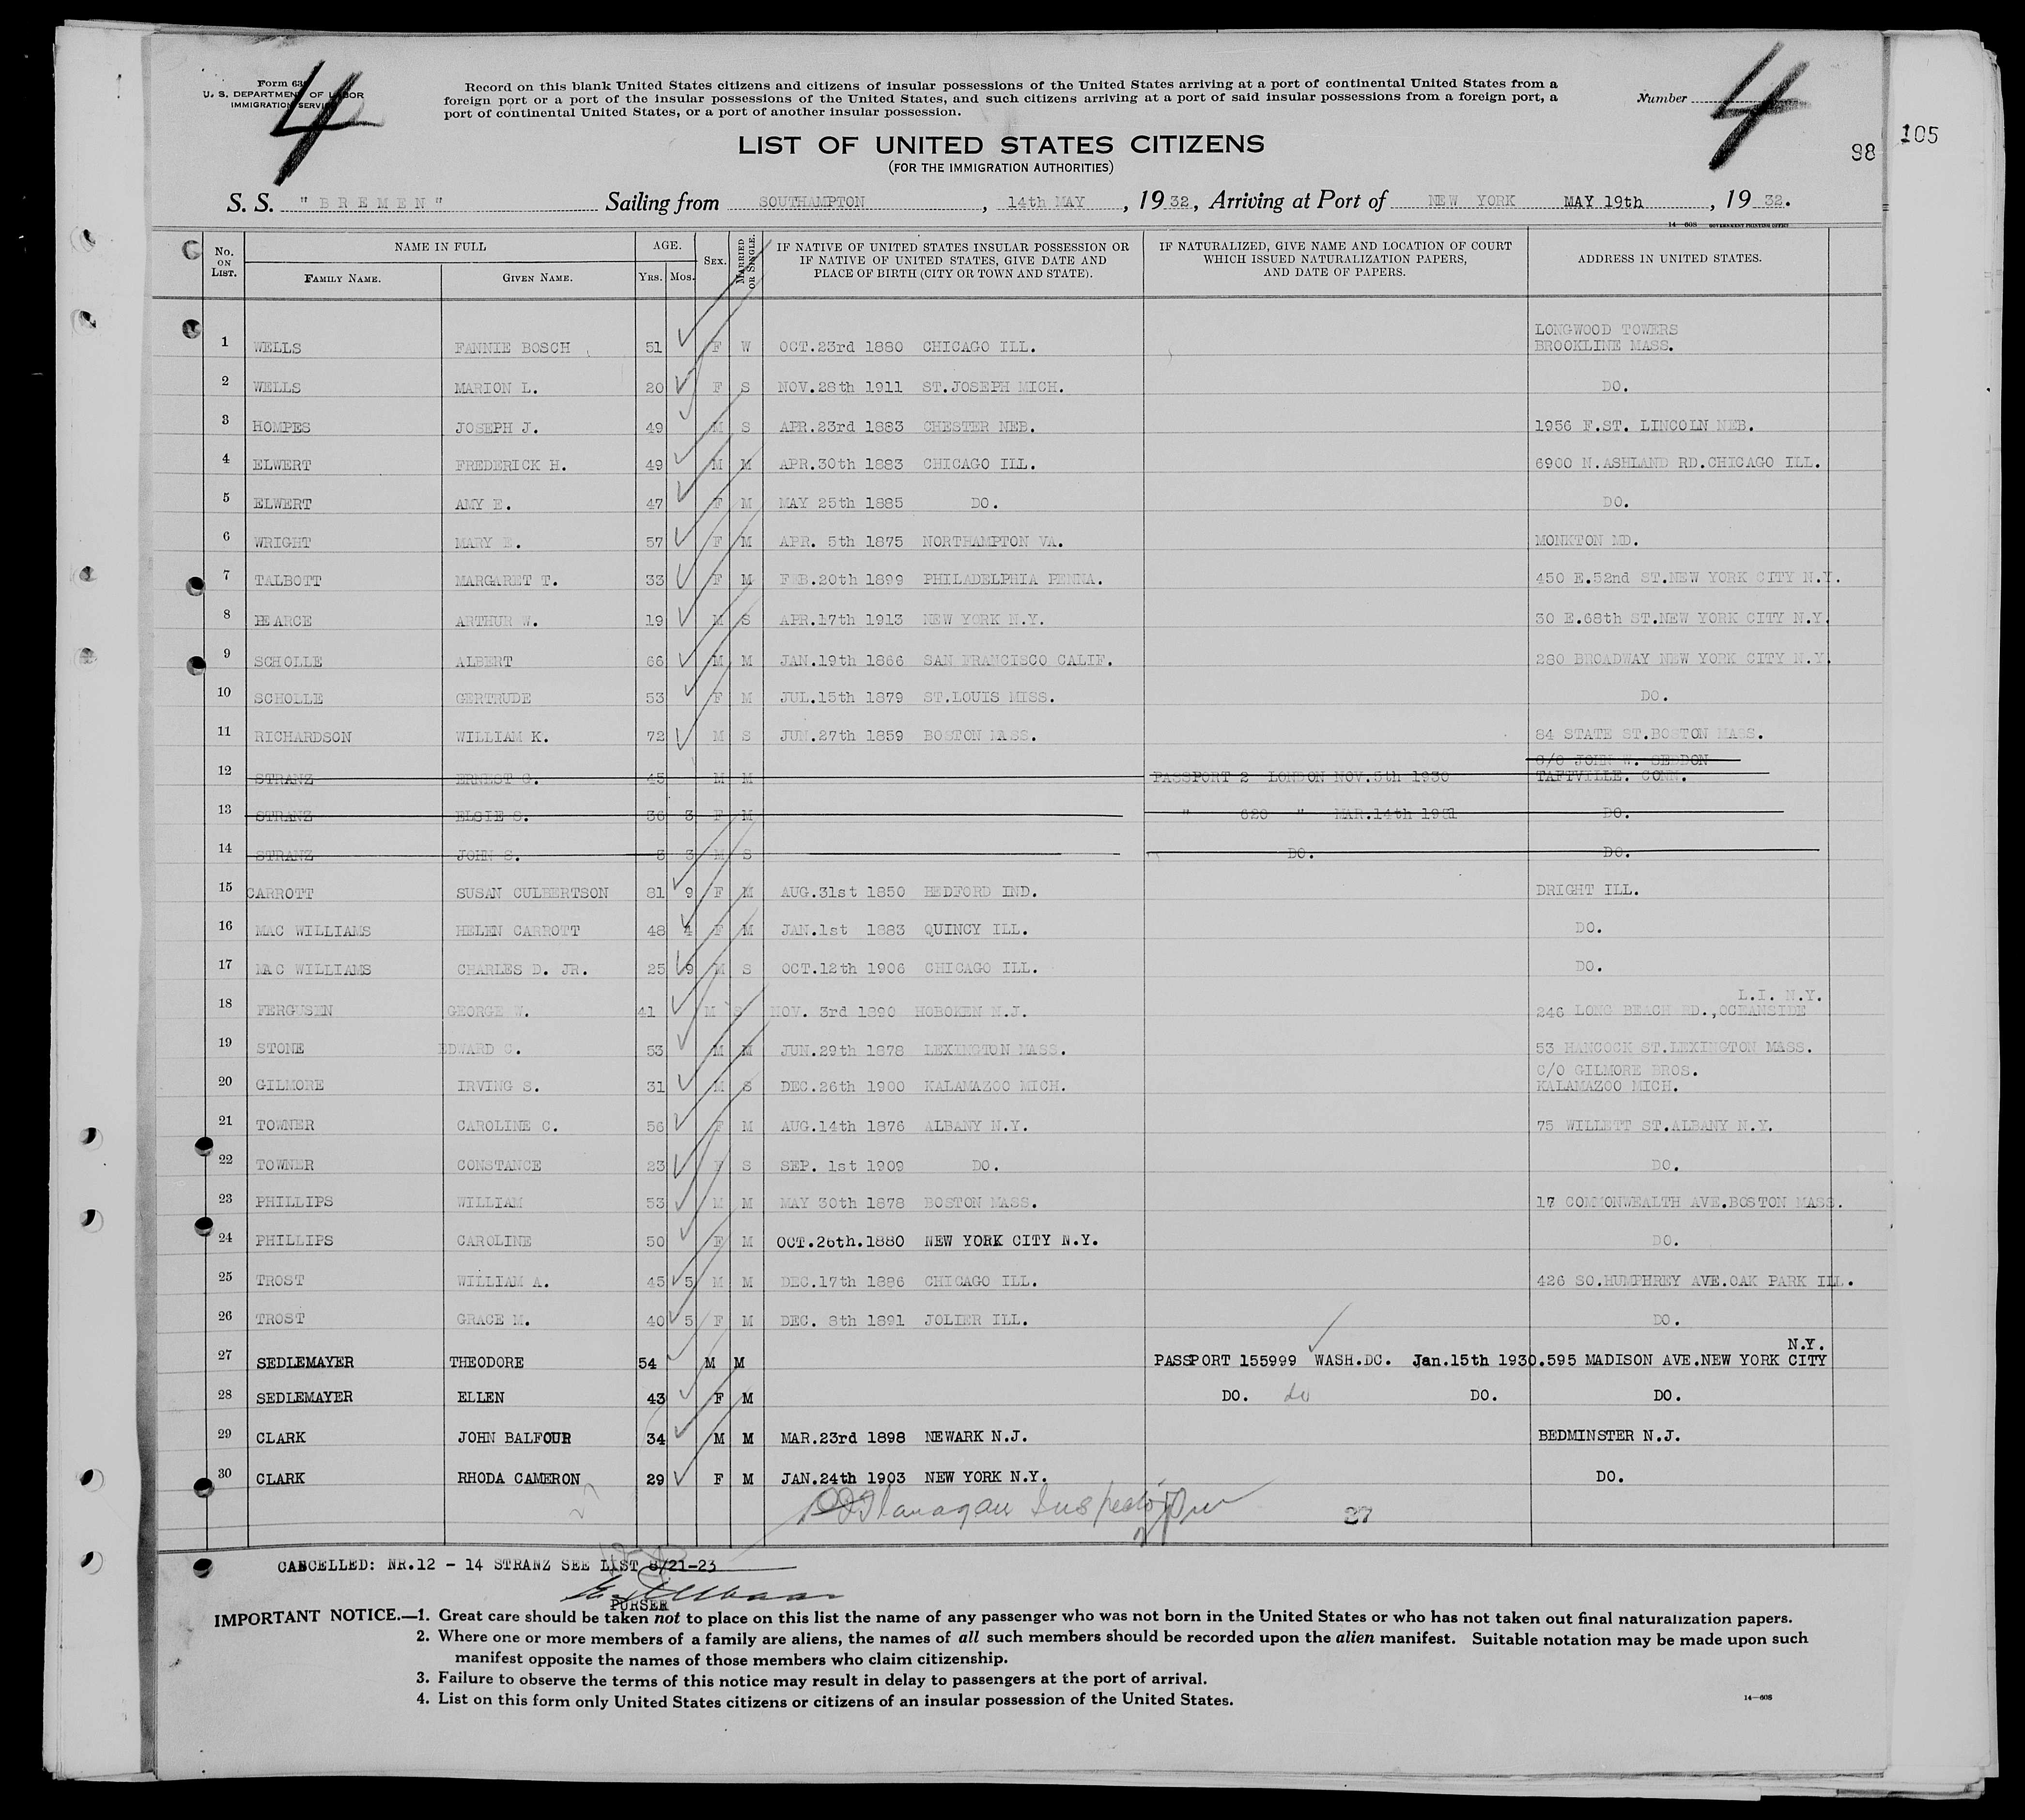 Form 63
U. S. DEPARTMENT OF LABOR
IMMIGRATION SERVICE
4
Record on this blank United States citizens and citizens of insular possessions of the United States arriving at a port of continental United States from a
foreign port or a port of the insular possessions of the United States, and such citizens arriving at a port of said insular possessions from a foreign port, a
port of continental United States, or a port of another insular possession.
Number 4
98
105
LIST OF UNITED STATES CITIZENS
(FOR THE IMMIGRATION AUTHORITIES)
S. S. "BREMEN" Sailing from SOUTHAMPTON, 14th MAY, 1932, Arriving at Port of NEW YORK MAY 19th, 1932.
14—608 GOVERNMENT PRINTING OFFICE
No. ON LIST. NAME IN FULL FAMILY NAME. GIVEN NAME. AGE. YRS. MOS. SEX. MARRIED OR SINGLE. IF NATIVE OF UNITED STATES INSULAR POSSESSION OR IF NATIVE OF UNITED STATES, GIVE DATE AND PLACE OF BIRTH (CITY OR TOWN AND STATE). IF NATURALIZED, GIVE NAME AND LOCATION OF COURT WHICH ISSUED NATURALIZATION PAPERS, AND DATE OF PAPERS. ADDRESS IN UNITED STATES.
1 WELLS FANNIE BOSCH 51 F W OCT.23rd 1880 CHICAGO ILL. LONGWOOD TOWERS BROOKLINE MASS.
2 WELLS MARION L. 20 F S NOV.28th 1911 ST.JOSEPH MICH. DO.
3 HOMPES JOSEPH J. 49 M S APR.23rd 1883 CHESTER NEB. 1956 F.ST. LINCOLN NEB.
4 ELWERT FREDERICK H. 49 M M APR.30th 1883 CHICAGO ILL. 6900 N.ASHLAND RD.CHICAGO ILL.
5 ELWERT AMY E. 47 F M MAY 25th 1885 DO. DO.
6 WRIGHT MARY E. 57 F M APR. 5th 1875 NORTHAMPTON VA. MONKTON MD.
7 TALBOTT MARGARET T. 33 F M FEB.20th 1899 PHILADELPHIA PENNA. 450 E.52nd ST.NEW YORK CITY N.Y.
8 PEARCE ARTHUR W. 19 M S APR.17th 1913 NEW YORK N.Y. 30 E.68th ST.NEW YORK CITY N.Y.
9 SCHOLLE ALBERT 66 M M JAN.19th 1866 SAN FRANCISCO CALIF. 280 BROADWAY NEW YORK CITY N.Y.
10 SCHOLLE GERTRUDE 53 F M JUL.15th 1879 ST.LOUIS MISS. DO.
11 RICHARDSON WILLIAM K. 72 M S JUN.27th 1859 BOSTON MASS. 84 STATE ST.BOSTON MASS.
12 STRANZ ERNEST C. 45 M M PASSPORT 2 LONDON NOV.5th 1930 C/O JOHN W. SEDDON TAFTVILLE. CONN.
13 STRANZ ELSIE S. 36 3 F M " 620 " MAR.14th 1931 DO.
14 STRANZ JOHN S. 3 3 M S DO. DO.
15 CARROTT SUSAN CULBERTSON 81 9 F M AUG.31st 1850 BEDFORD IND. DRIGHT ILL.
16 MAC WILLIAMS HELEN CARROTT 48 4 F M JAN.1st 1883 QUINCY ILL. DO.
17 MAC WILLIAMS CHARLES D. JR. 25 9 M S OCT.12th 1906 CHICAGO ILL. DO.
18 FERGUSEN GEORGE W. 41 M S NOV. 3rd 1890 HOBOKEN N.J. 246 LONG BEACH RD.,OCEANSIDE L.I. N.Y.
19 STONE EDWARD C. 53 M M JUN.29th 1878 LEXINGTON MASS. 53 HANCOCK ST.LEXINGTON MASS.
20 GILMORE IRVING S. 31 M S DEC.26th 1900 KALAMAZOO MICH. C/O GILMORE BROS. KALAMAZOO MICH.
21 TOWNER CAROLINE C. 56 F M AUG.14th 1876 ALBANY N.Y. 75 WILLETT ST.ALBANY N.Y.
22 TOWNER CONSTANCE 23 F S SEP. 1st 1909 DO. DO.
23 PHILLIPS WILLIAM 53 M M MAY 30th 1878 BOSTON MASS. 17 COMMONWEALTH AVE.BOSTON MASS.
24 PHILLIPS CAROLINE 50 F M OCT.26th.1880 NEW YORK CITY N.Y. DO.
25 TROST WILLIAM A. 45 5 M M DEC.17th 1886 CHICAGO ILL. 426 SO.HUMPHREY AVE.OAK PARK ILL.
26 TROST GRACE M. 40 5 F M DEC. 8th 1891 JOLIER ILL. DO.
27 SEDLEMAYER THEODORE 54 M M PASSPORT 155999 WASH.DC. Jan.15th 1930. 595 MADISON AVE.NEW YORK CITY N.Y.
28 SEDLEMAYER ELLEN 43 F M DO. do DO. DO.
29 CLARK JOHN BALFOUR 34 M M MAR.23rd 1898 NEWARK N.J. BEDMINSTER N.J.
30 CLARK RHODA CAMERON 29 F M JAN.24th 1903 NEW YORK N.Y. DO.
27 Flanagan Inspector 27
CANCELLED: NR.12 - 14 STRANZ SEE LIST 8/21-23
PURSER
IMPORTANT NOTICE.—1. Great care should be taken not to place on this list the name of any passenger who was not born in the United States or who has not taken out final naturalization papers.
2. Where one or more members of a family are aliens, the names of all such members should be recorded upon the alien manifest. Suitable notation may be made upon such
manifest opposite the names of those members who claim citizenship.
3. Failure to observe the terms of this notice may result in delay to passengers at the port of arrival.
4. List on this form only United States citizens or citizens of an insular possession of the United States.
14—608